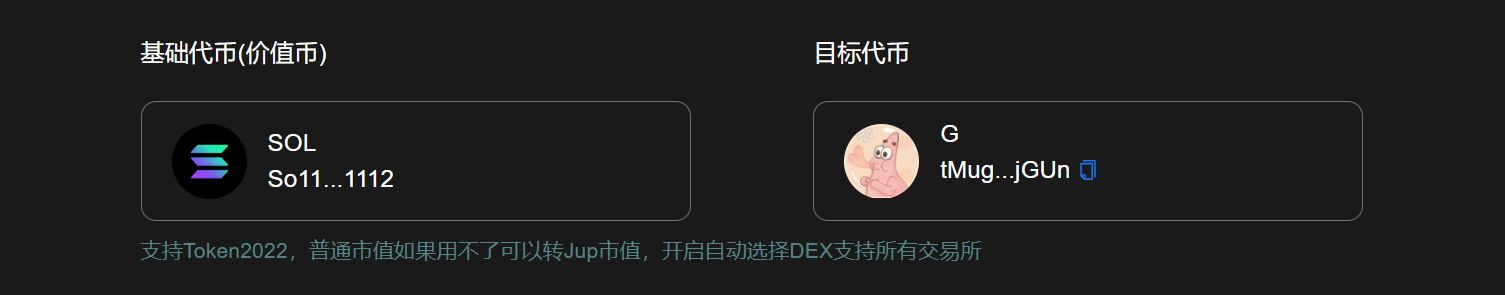 基础代币(价值币)
目标代币
SOL
So11...1112
G
tMug...jGUn
支持Token2022，普通市值如果用不了可以转Jup市值，开启自动选择DEX支持所有交易所